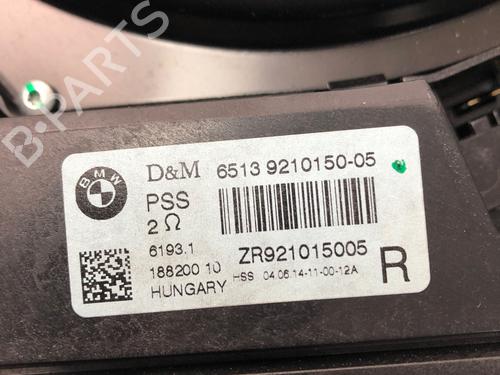 B-PARTS
BMW
D&M 6513 9210150-05
PSS
2 Ω
6193.1
188200 10
HUNGARY
ZR921015005
HSS 04.06.14-11-00-12A
R